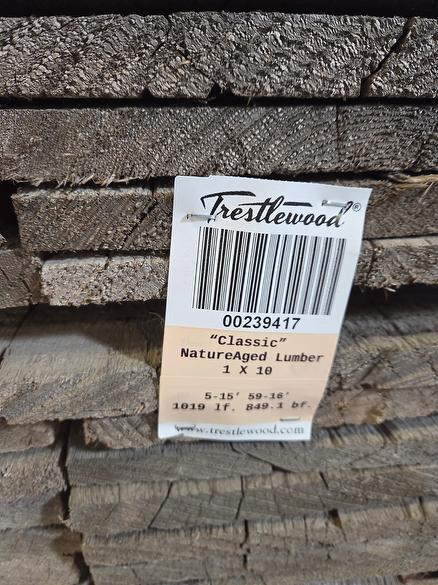 Trestlewood®
00239417
"Classic"
NatureAged Lumber
1 X 10
5-15' 59-16'
1019 lf. 849.1 bf.
www.trestlewood.com